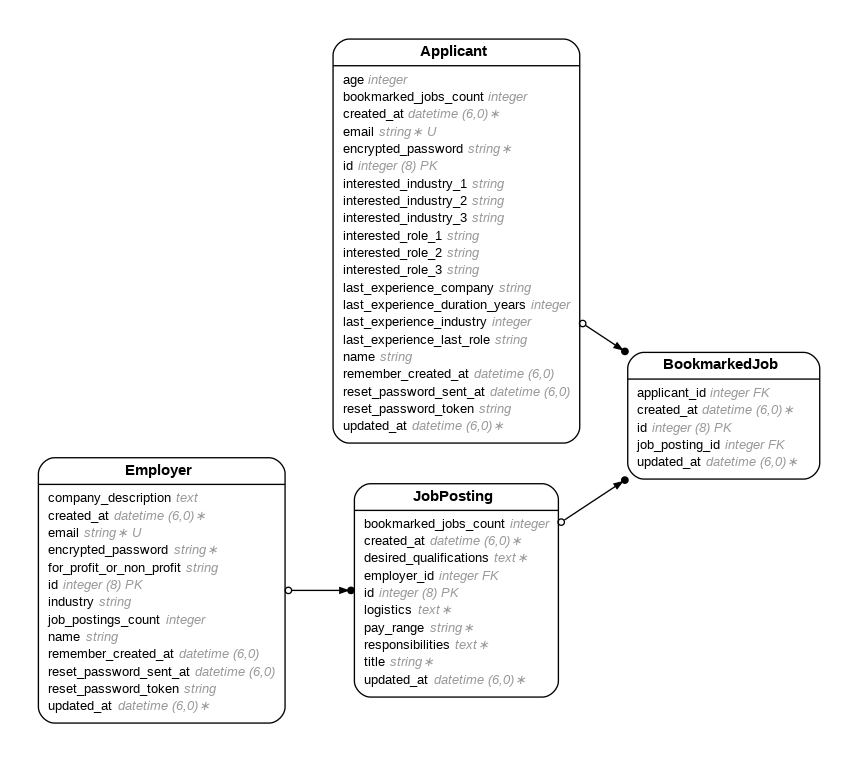 Applicant
age integer
bookmarked_jobs_count integer
created_at datetime (6,0)∗
email string∗ U
encrypted_password string∗
id integer (8) PK
interested_industry_1 string
interested_industry_2 string
interested_industry_3 string
interested_role_1 string
interested_role_2 string
interested_role_3 string
last_experience_company string
last_experience_duration_years integer
last_experience_industry integer
last_experience_last_role string
name string
remember_created_at datetime (6,0)
reset_password_sent_at datetime (6,0)
reset_password_token string
updated_at datetime (6,0)∗
BookmarkedJob
applicant_id integer FK
created_at datetime (6,0)∗
id integer (8) PK
job_posting_id integer FK
updated_at datetime (6,0)∗
Employer
company_description text
created_at datetime (6,0)∗
email string∗ U
encrypted_password string∗
for_profit_or_non_profit string
id integer (8) PK
industry string
job_postings_count integer
name string
remember_created_at datetime (6,0)
reset_password_sent_at datetime (6,0)
reset_password_token string
updated_at datetime (6,0)∗
JobPosting
bookmarked_jobs_count integer
created_at datetime (6,0)∗
desired_qualifications text∗
employer_id integer FK
id integer (8) PK
logistics text∗
pay_range string∗
responsibilities text∗
title string∗
updated_at datetime (6,0)∗